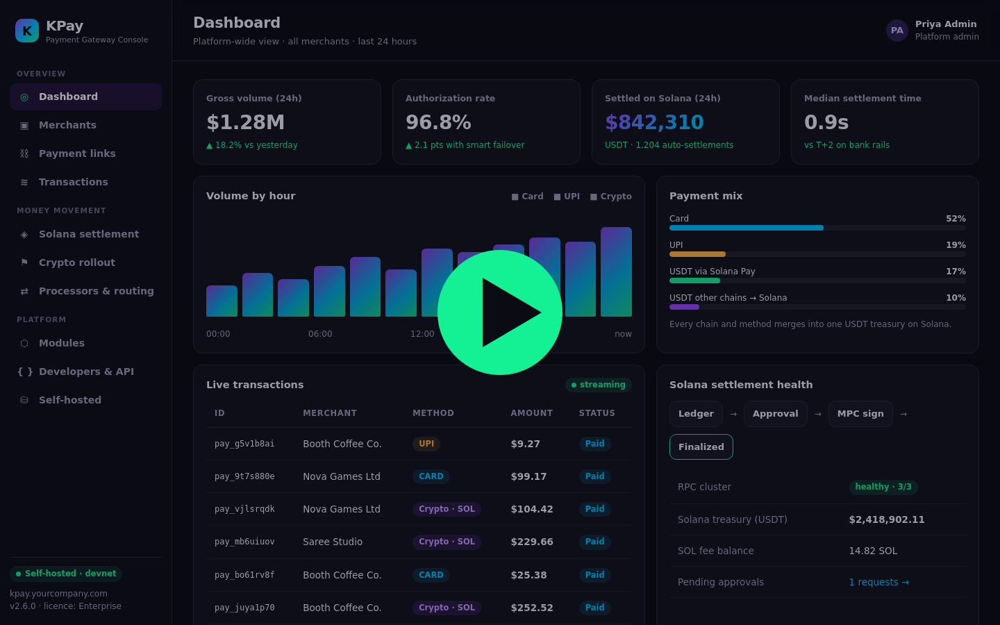 K
KPay
Payment Gateway Console
OVERVIEW
Dashboard
Merchants
Payment links
Transactions
MONEY MOVEMENT
Solana settlement
Crypto rollout
Processors & routing
PLATFORM
Modules
{ } Developers & API
Self-hosted
Self-hosted · devnet
kpay.yourcompany.com
v2.6.0 · licence: Enterprise
Dashboard
Platform-wide view · all merchants · last 24 hours
PA
Priya Admin
Platform admin
Gross volume (24h)
$1.28M
▲ 18.2% vs yesterday
Authorization rate
96.8%
▲ 2.1 pts with smart failover
Settled on Solana (24h)
$842,310
USDT · 1,204 auto-settlements
Median settlement time
0.9s
vs T+2 on bank rails
Volume by hour
■ Card ■ UPI ■ Crypto
00:00 06:00 12:00 now
Payment mix
Card 52%
UPI 19%
USDT via Solana Pay 17%
USDT other chains → Solana 10%
Every chain and method merges into one USDT treasury on Solana.
Live transactions
streaming
ID MERCHANT METHOD AMOUNT STATUS
pay_g5v1b8ai Booth Coffee Co. UPI $9.27 Paid
pay_9t7s880e Nova Games Ltd CARD $99.17 Paid
pay_vjlsrqdk Nova Games Ltd Crypto · SOL $104.42 Paid
pay_mb6uiuov Saree Studio Crypto · SOL $229.66 Paid
pay_bo61rv8f Booth Coffee Co. CARD $25.38 Paid
pay_juya1p70 Booth Coffee Co. Crypto · SOL $252.52 Paid
Solana settlement health
Ledger → Approval → MPC sign →
Finalized
RPC cluster healthy · 3/3
Solana treasury (USDT) $2,418,902.11
SOL fee balance 14.82 SOL
Pending approvals 1 requests →